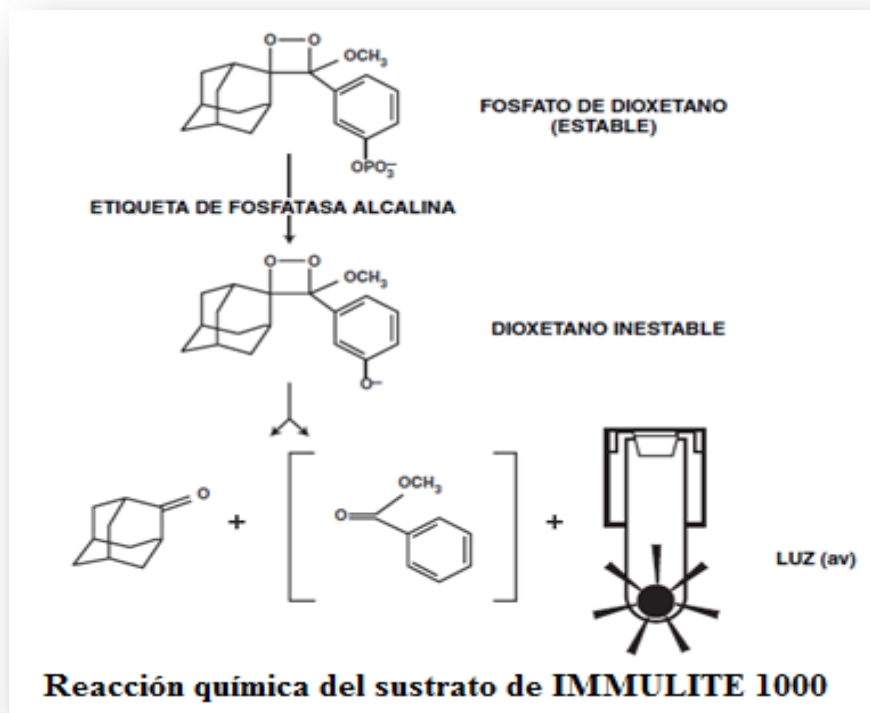 O O
OCH3
FOSFATO DE DIOXETANO
(ESTABLE)
OPO3–
ETIQUETA DE FOSFATASA ALCALINA
O O
OCH3
DIOXETANO INESTABLE
O–
O
+
O
OCH3
+
LUZ (av)
Reacción química del sustrato de IMMULITE 1000